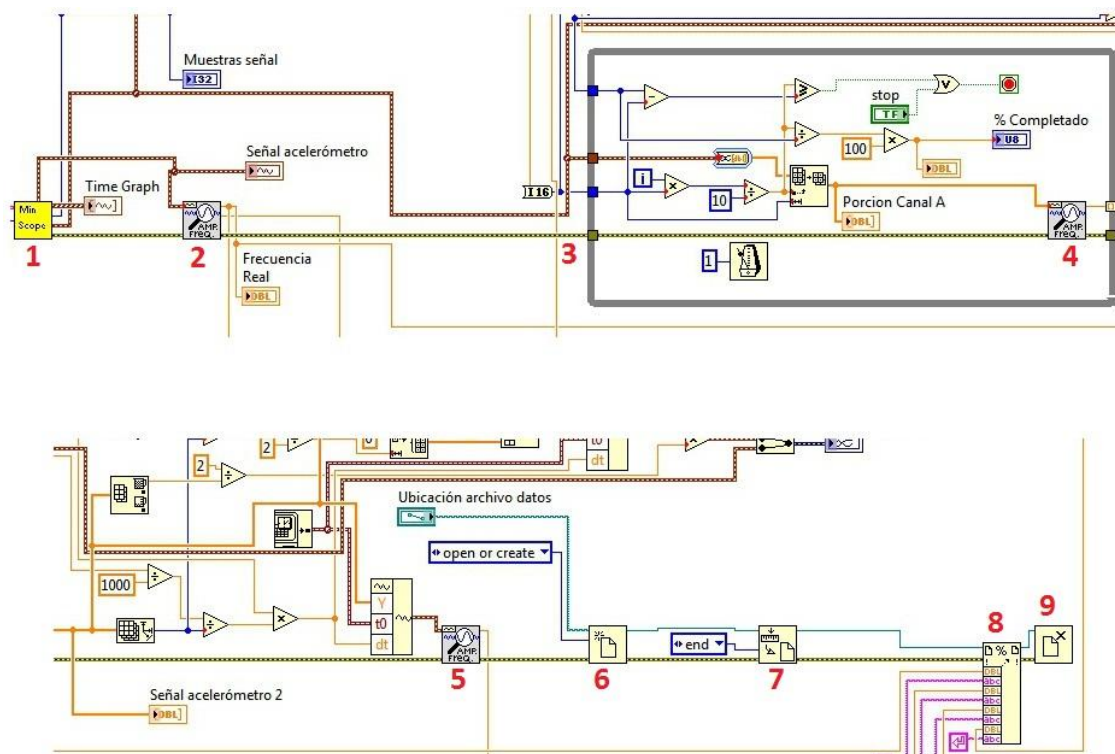 Muestras señal
I32
Señal acelerómetro
Time Graph
Min
Scope
1
AMP.
Freq.
2
Frecuencia
Real
DBL
I16
3
i
10
1
stop
TF
V
100
% Completado
U8
DBL
Porcion Canal A
DBL]
AMP.
Freq.
4
2
2
t0
dt
Ubicación archivo datos
open or create
1000
Y
t0
dt
Señal acelerómetro 2
DBL]
AMP.
Freq.
5
6
end
7
8
%
DBL
abc
DBL
abc
DBL
abc
DBL
abc
9